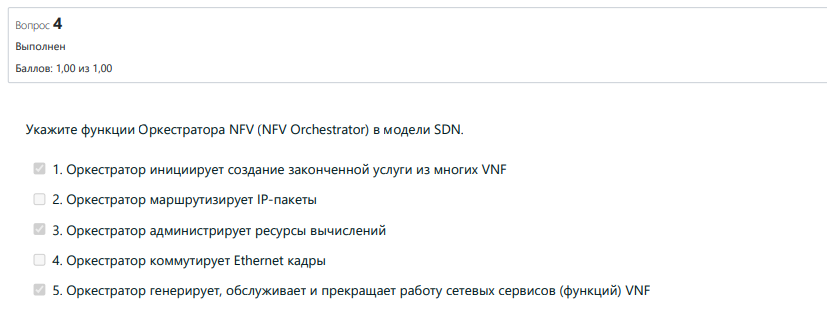 Вопрос 4
Выполнен
Баллов: 1,00 из 1,00
Укажите функции Оркестратора NFV (NFV Orchestrator) в модели SDN.
1. Оркестратор инициирует создание законченной услуги из многих VNF
2. Оркестратор маршрутизирует IP-пакеты
3. Оркестратор администрирует ресурсы вычислений
4. Оркестратор коммутирует Ethernet кадры
5. Оркестратор генерирует, обслуживает и прекращает работу сетевых сервисов (функций) VNF